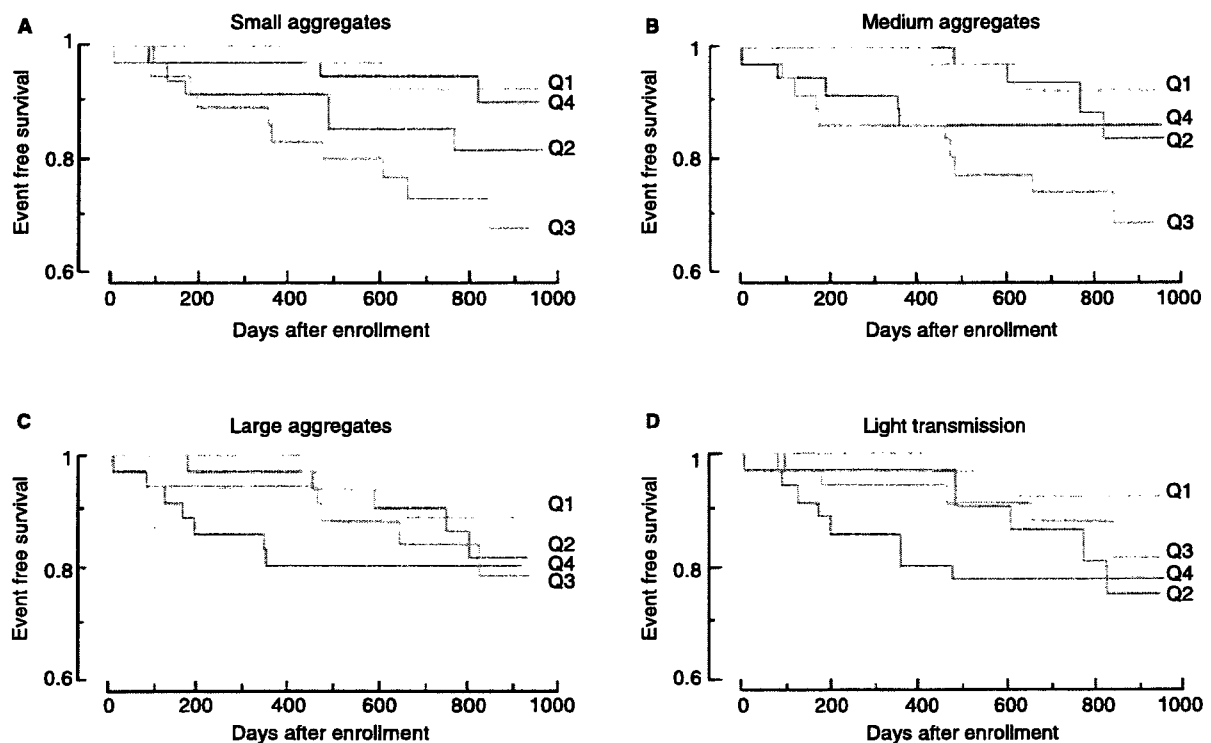 A
Small aggregates
Event free survival
1
0.8
0.6
Q1
Q4
Q2
Q3
0 200 400 600 800 1000
Days after enrollment
B
Medium aggregates
Event free survival
1
0.8
0.6
Q1
Q4
Q2
Q3
0 200 400 600 800 1000
Days after enrollment
C
Large aggregates
Event free survival
1
0.8
0.6
Q1
Q2
Q4
Q3
0 200 400 600 800 1000
Days after enrollment
D
Light transmission
Event free survival
1
0.8
0.6
Q1
Q3
Q4
Q2
0 200 400 600 800 1000
Days after enrollment